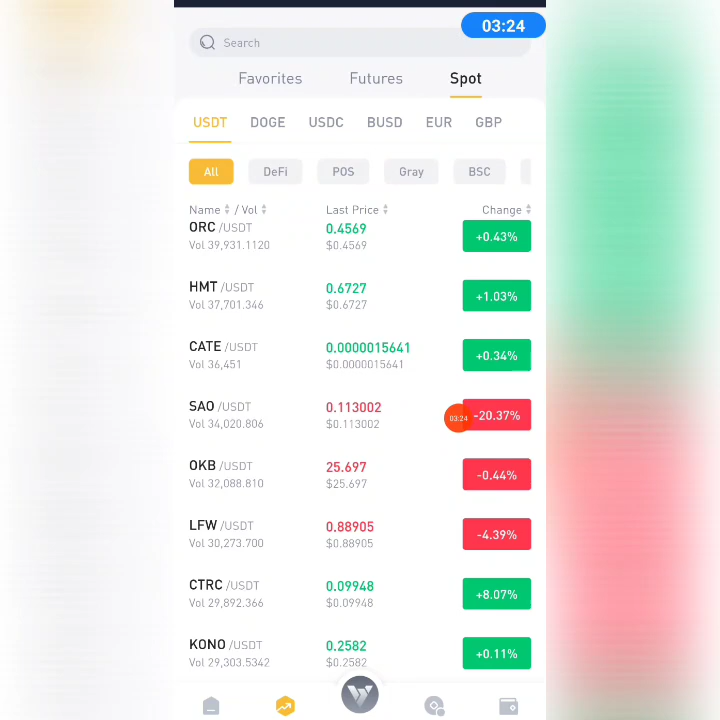 03:24
Search
Favorites Futures Spot
USDT DOGE USDC BUSD EUR GBP
All DeFi POS Gray BSC
Name / Vol Last Price Change
ORC /USDT 0.4569 +0.43%
Vol 39,931.1120 $0.4569
HMT /USDT 0.6727 +1.03%
Vol 37,701.346 $0.6727
CATE /USDT 0.0000015641 +0.34%
Vol 36,451 $0.0000015641
SAO /USDT 0.113002 03:24 -20.37%
Vol 34,020.806 $0.113002
OKB /USDT 25.697 -0.44%
Vol 32,088.810 $25.697
LFW /USDT 0.88905 -4.39%
Vol 30,273.700 $0.88905
CTRC /USDT 0.09948 +8.07%
Vol 29,892.366 $0.09948
KONO /USDT 0.2582 +0.11%
Vol 29,303.5342 $0.2582